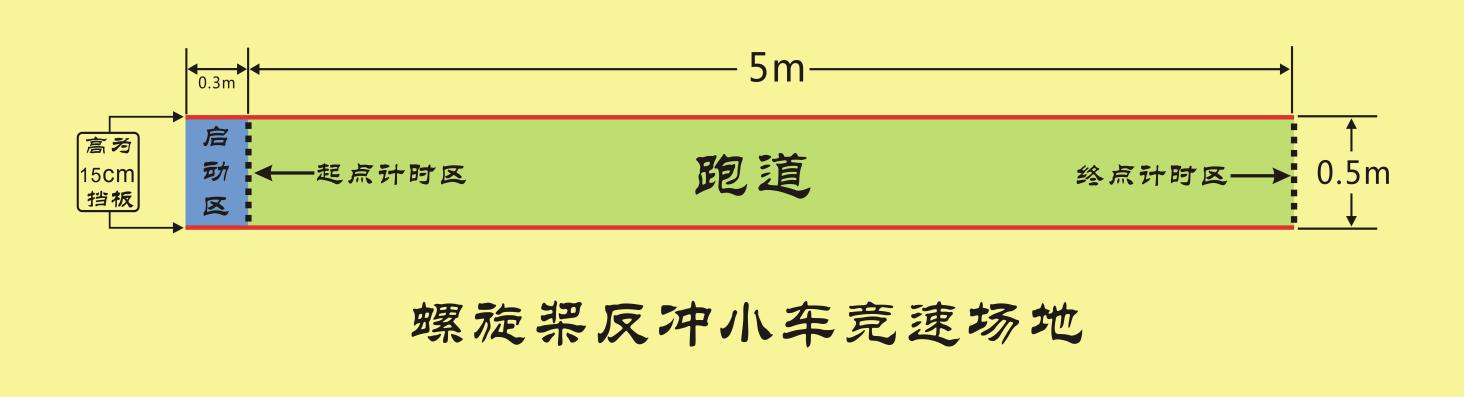 5m
0.3m
高为
15cm
挡板
启
动
区
起点计时区
跑道
终点计时区
0.5m
螺旋桨反冲小车竞速场地